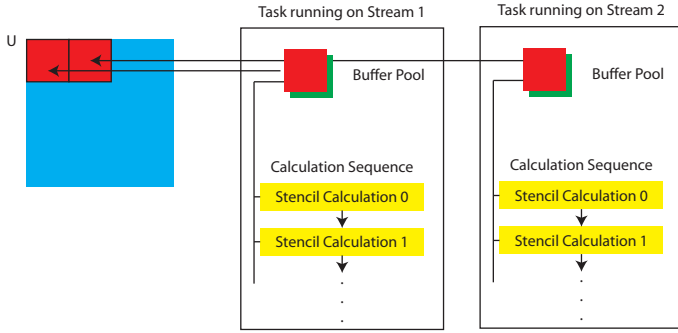 Task running on Stream 1
Task running on Stream 2
U
Buffer Pool
Buffer Pool
Calculation Sequence
Calculation Sequence
Stencil Calculation 0
Stencil Calculation 0
Stencil Calculation 1
Stencil Calculation 1
.
.
.
.
.
.